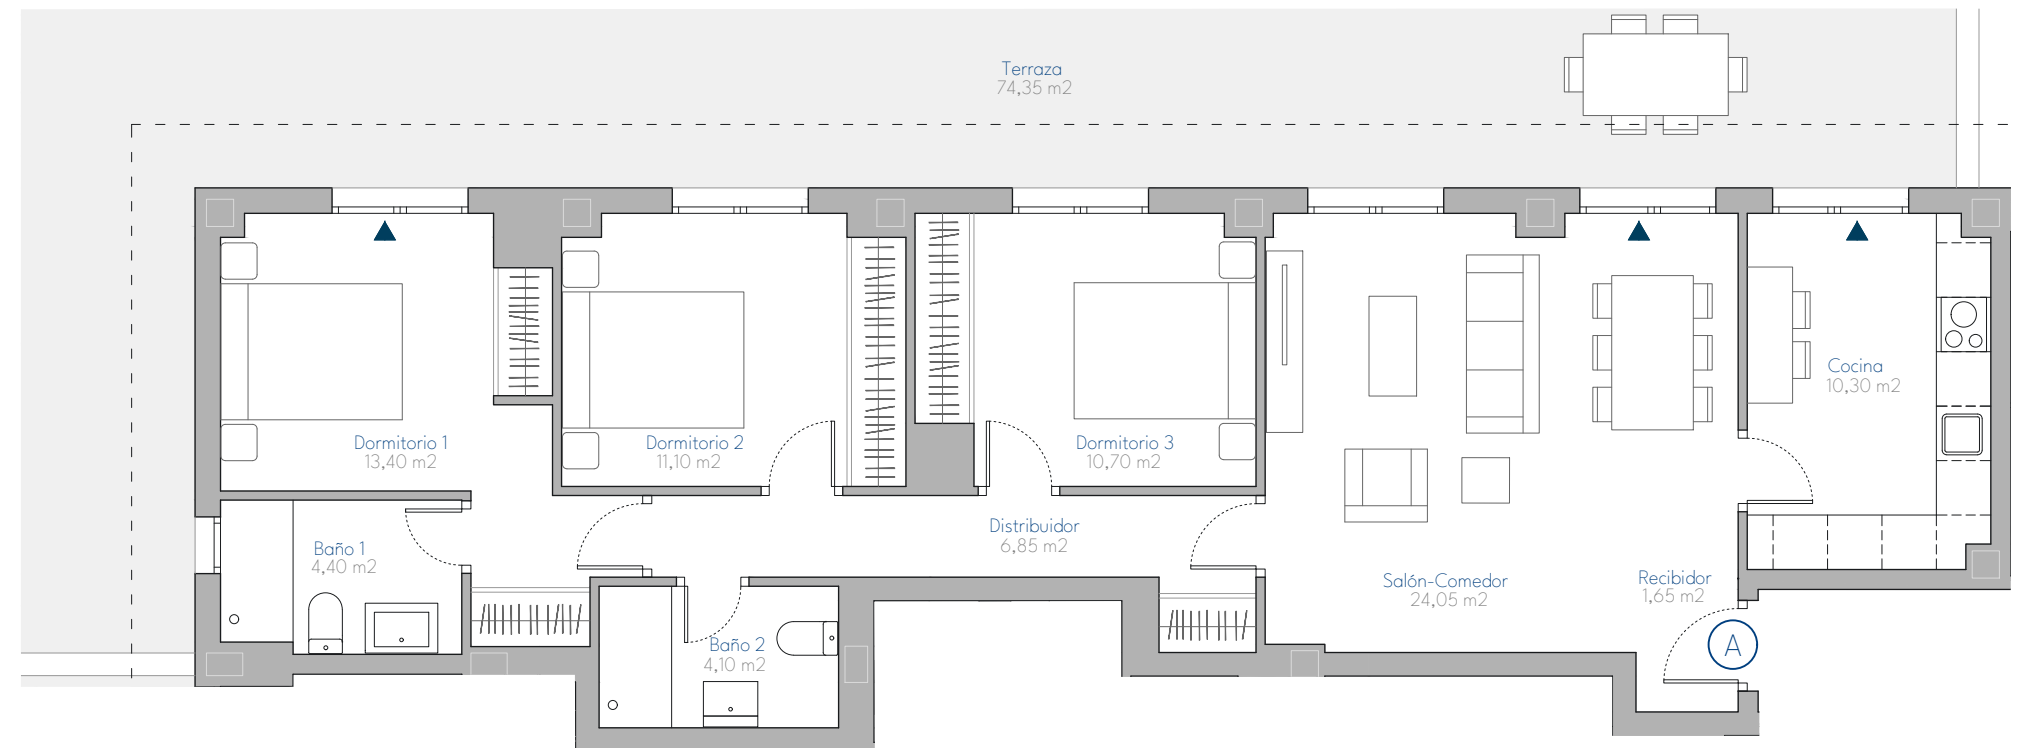 Terraza
74,35 m2
Dormitorio 1
13,40 m2
Dormitorio 2
11,10 m2
Dormitorio 3
10,70 m2
Cocina
10,30 m2
Baño 1
4,40 m2
Distribuidor
6,85 m2
Salón-Comedor
24,05 m2
Recibidor
1,65 m2
Baño 2
4,10 m2
A